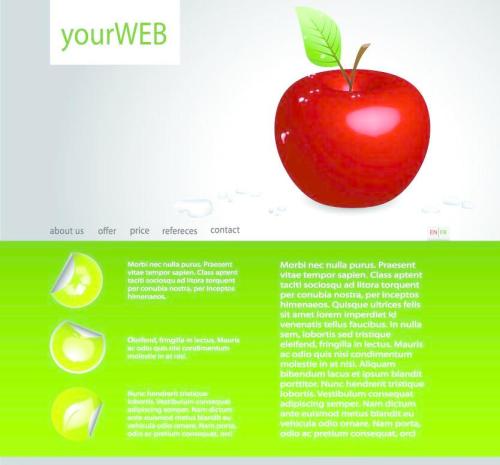 yourWEB
about us offer price refereces contact
EN FR
Morbi nec nulla purus. Praesent
vitae tempor sapien. Class aptent
taciti sociosqu ad litora torquent
per conubia nostra, per inceptos
himenaeos.
Eleifend, fringilla in lectus. Mauris
ac odio quis nisl condimentum
molestie in at nisi.
Nunc hendrerit tristique
lobortis. Vestibulum consequat
adipiscing semper. Nam dictum
ante euismod metus blandit eu
vehicula odio ornare. Nam
odio ac tortor consequat, orci
Morbi nec nulla purus. Praesent
vitae tempor sapien. Class aptent
taciti sociosqu ad litora torquent
per conubia nostra, per inceptos
himenaeos. Quisque ultrices felis
sit amet lorem imperdiet id
venenatis tellus faucibus. In nulla
sem, lobortis sed tristique
eleifend, fringilla in lectus. Mauris
ac odio quis nisl condimentum
molestie in at nisi. Aliquam
bibendum lacus et ipsum blandit
porttitor. Nunc hendrerit tristique
lobortis. Vestibulum consequat
adipiscing semper. Nam dictum
ante euismod metus blandit eu
vehicula odio ornare. Nam
odio ac tortor consequat, orci